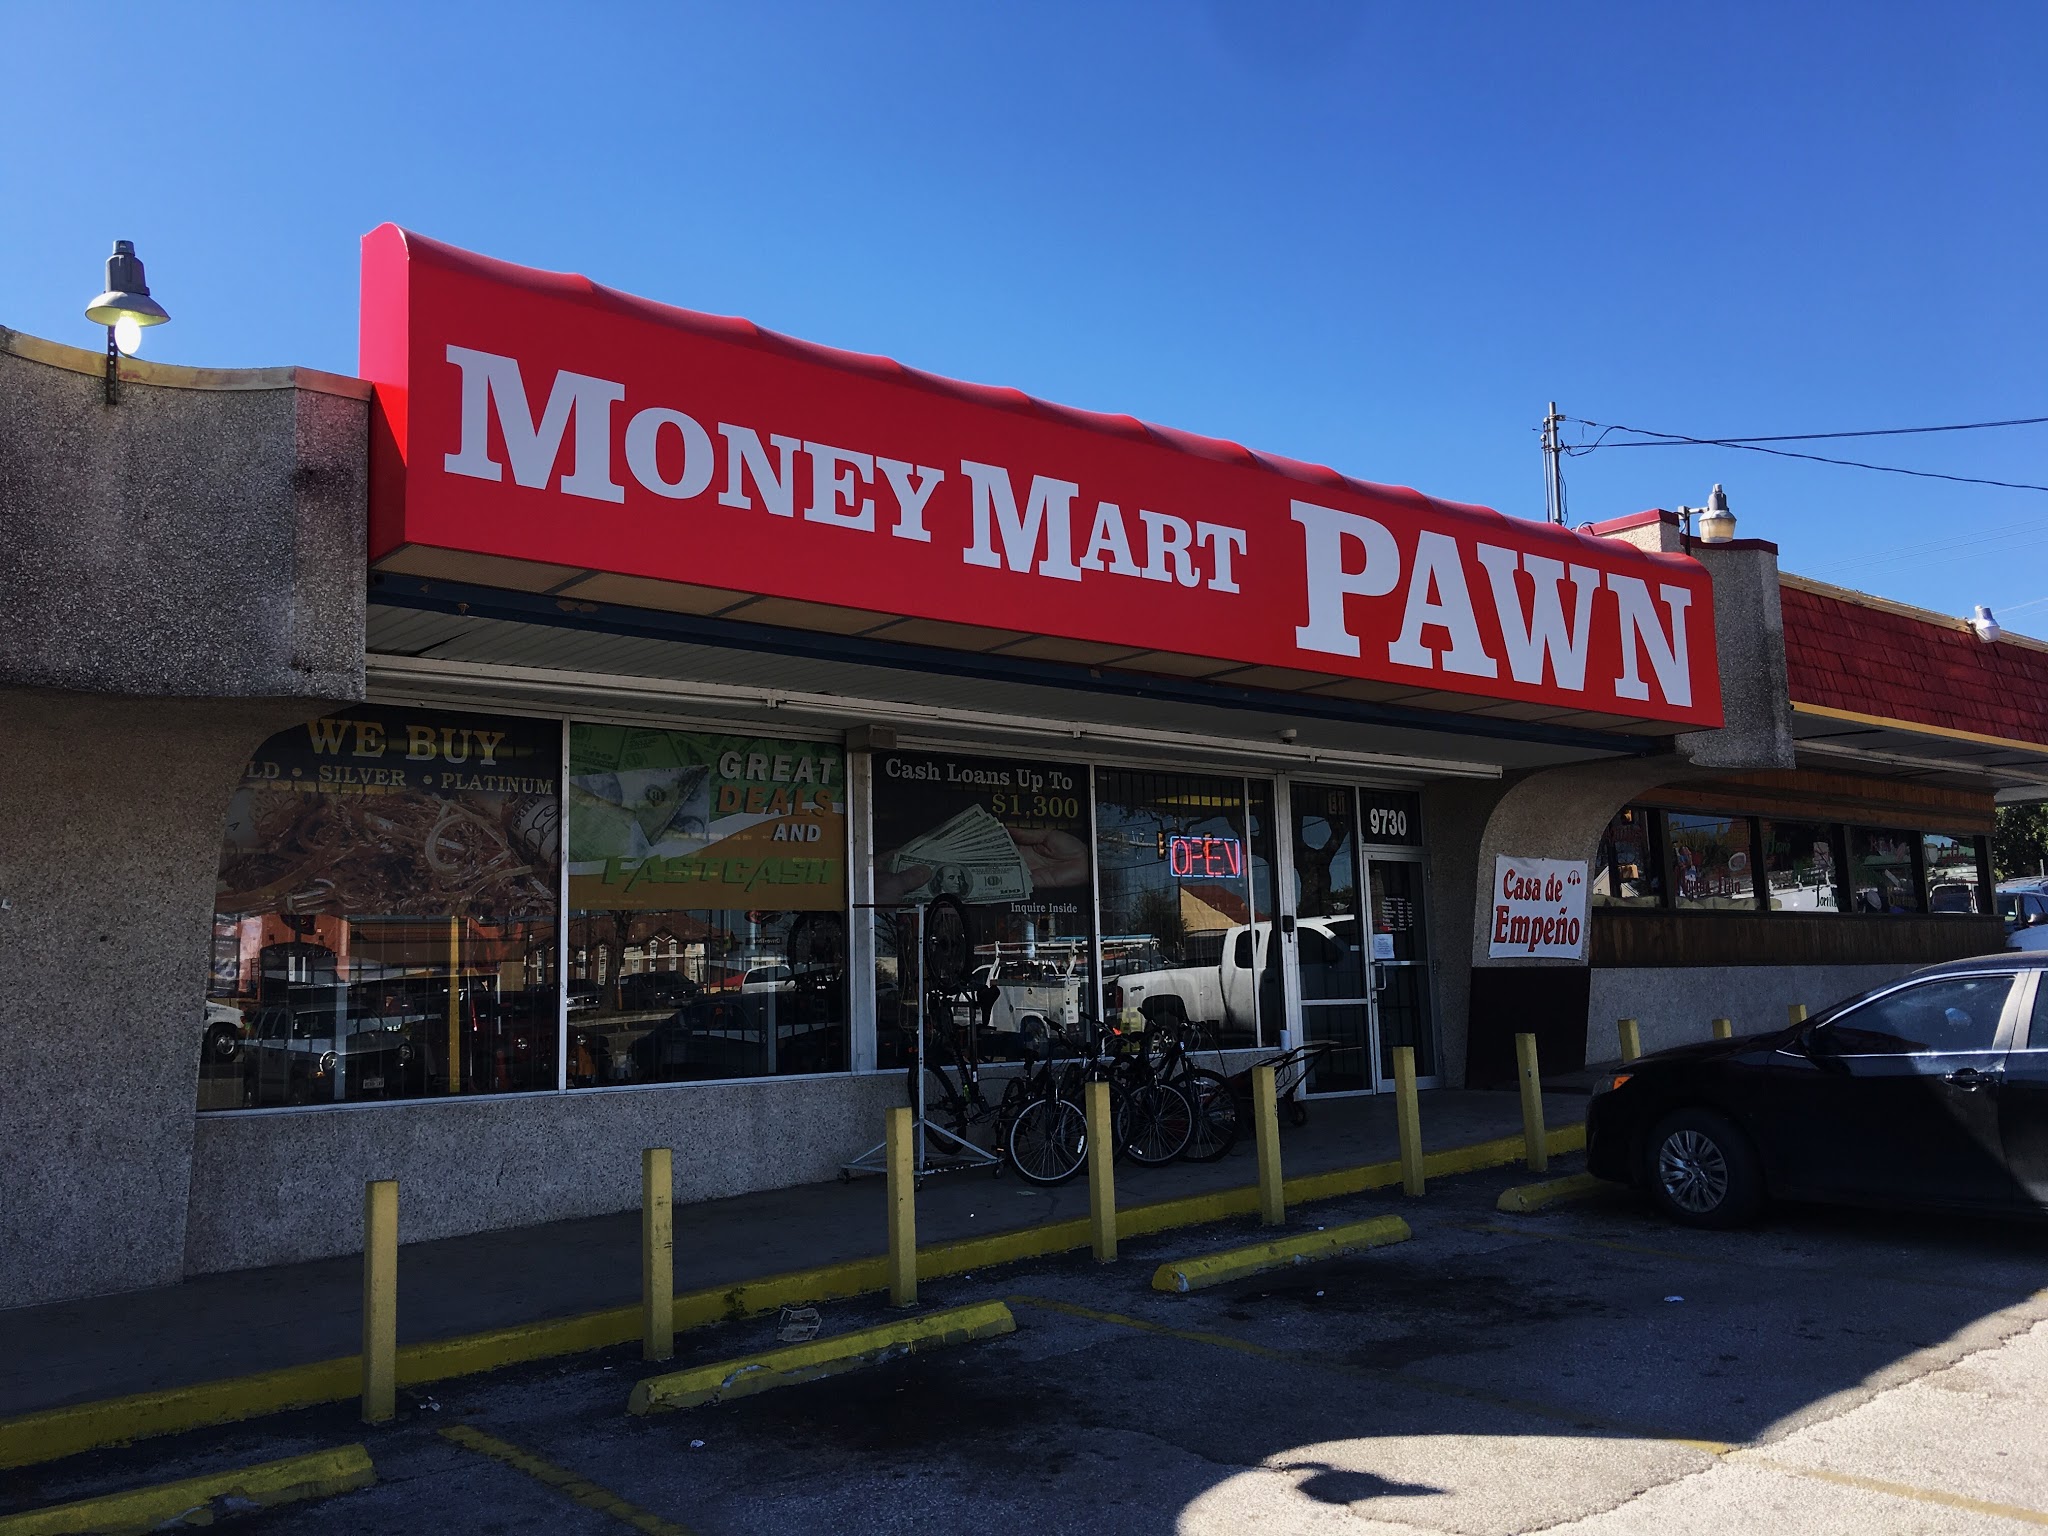 MONEY MART PAWN
WE BUY
LD • SILVER • PLATINUM
GREAT
DEALS
AND
FAST CASH
Cash Loans Up To
$1,300
Inquire Inside
OPEN
9730
Casa de
Empeño